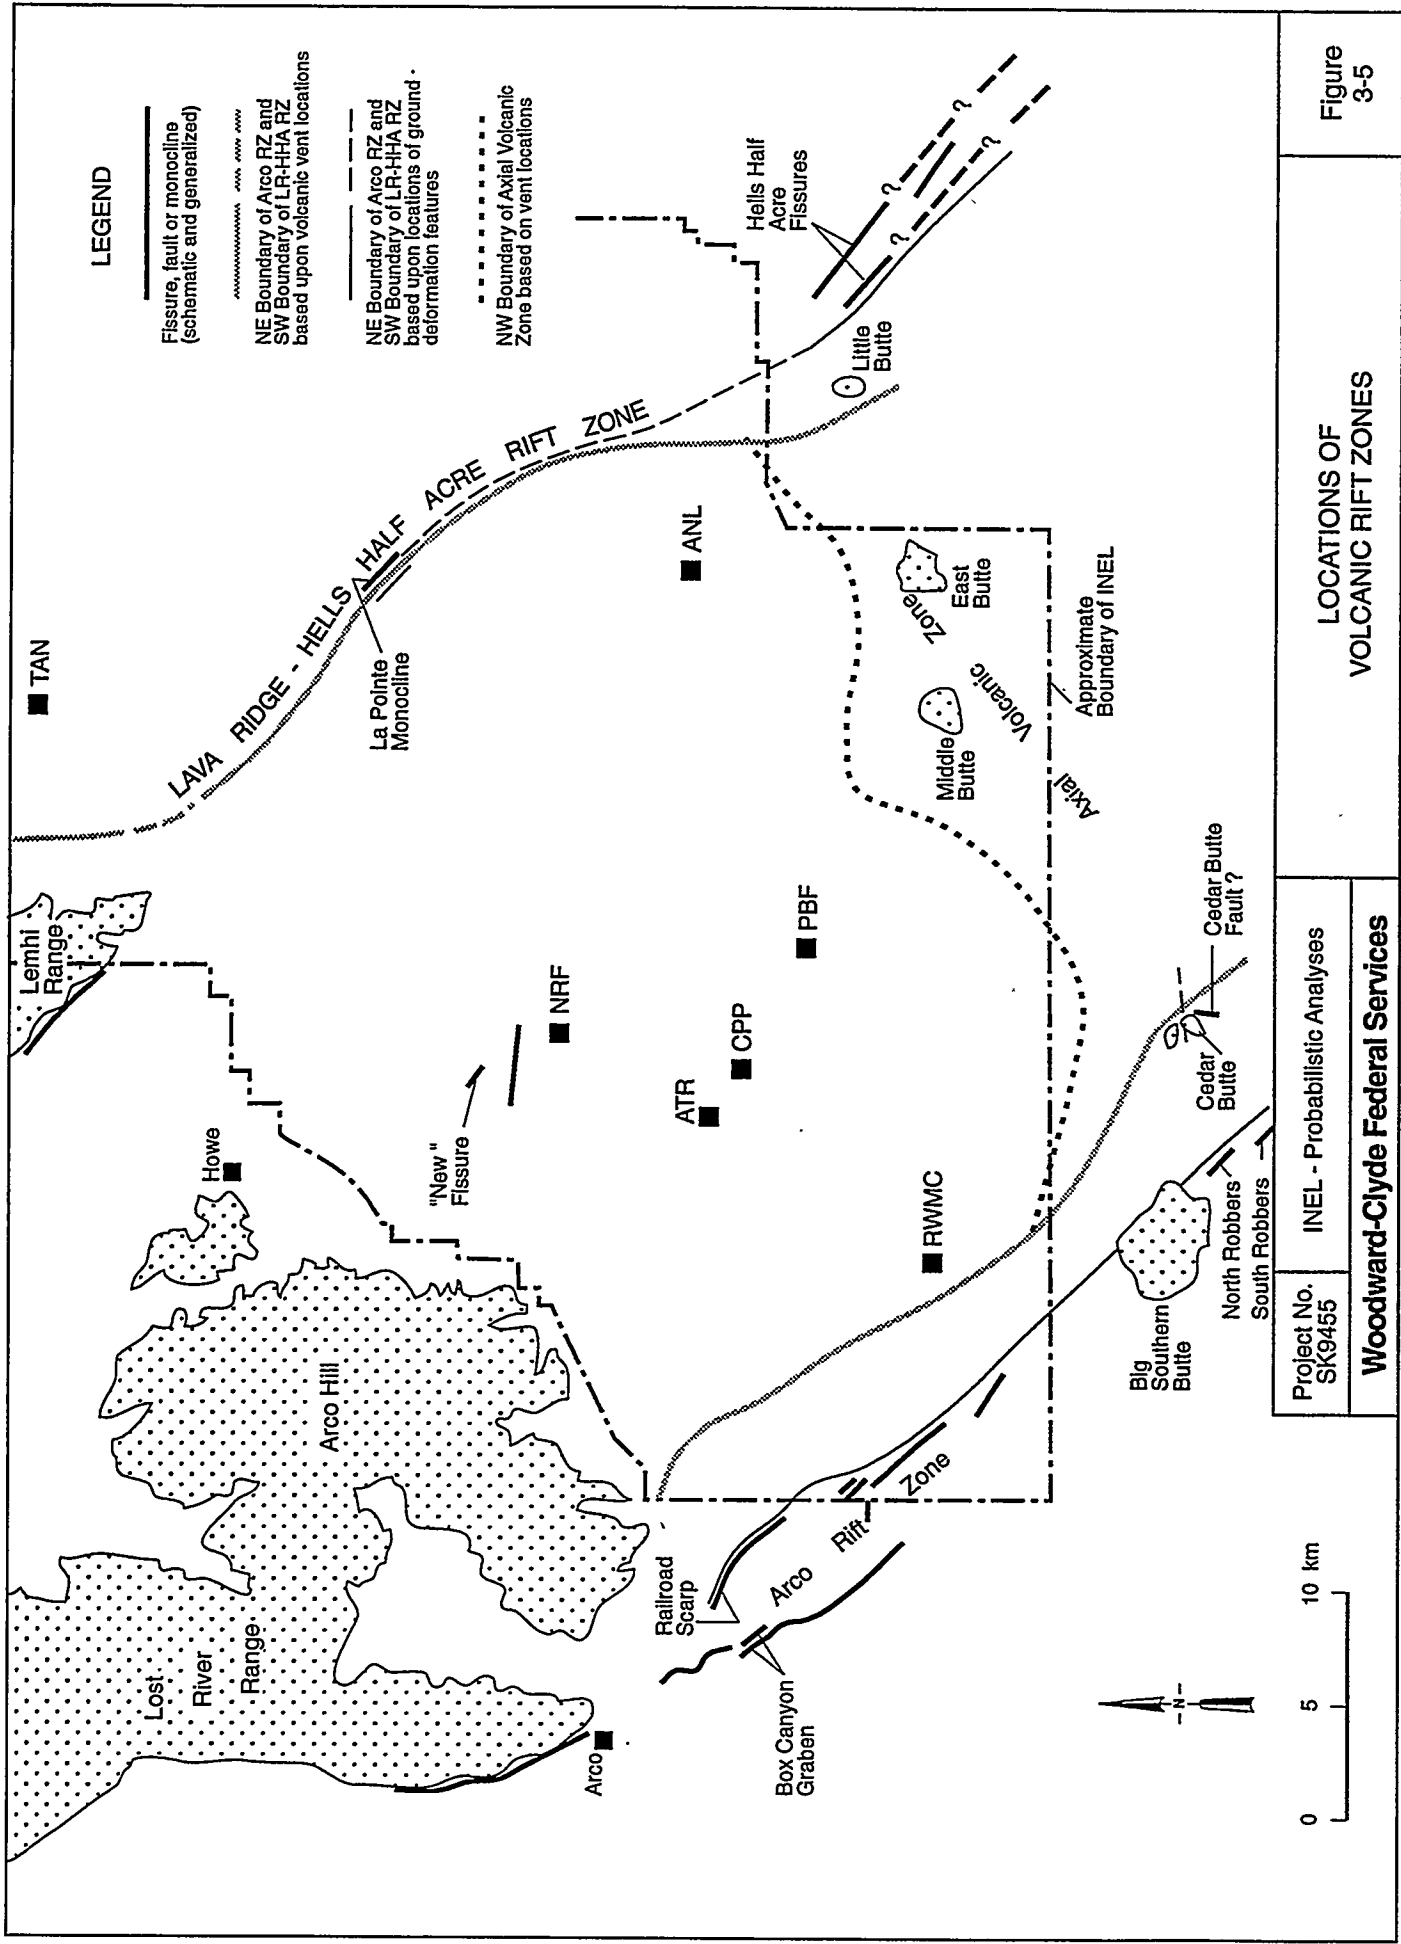 LEGEND
Fissure, fault or monocline
(schematic and generalized)
NE Boundary of Arco RZ and
SW Boundary of LR-HHA RZ
based upon volcanic vent locations
NE Boundary of Arco RZ and
SW Boundary of LR-HHA RZ
based upon locations of ground
deformation features
NW Boundary of Axial Volcanic
Zone based on vent locations
TAN
Lemhi
Range
LAVA RIDGE - HELLS HALF ACRE RIFT ZONE
La Pointe
Monocline
Howe
Lost
River
Range
Arco Hill
"New"
Fissure
NRF
Arco
ATR
CPP
PBF
ANL
Hells Half
Acre
Fissures
?
?
?
?
Little
Butte
Railroad
Scarp
Box Canyon
Graben
Arco Rift Zone
RWMC
Middle
Butte
East
Butte
Axial Volcanic Zone
Approximate
Boundary of INEL
Big
Southern
Butte
Cedar
Butte
Cedar Butte
Fault ?
North Robbers
South Robbers
N
0 5 10 km
Project No.
SK9455
INEL - Probabilistic Analyses
Woodward-Clyde Federal Services
LOCATIONS OF
VOLCANIC RIFT ZONES
Figure
3-5